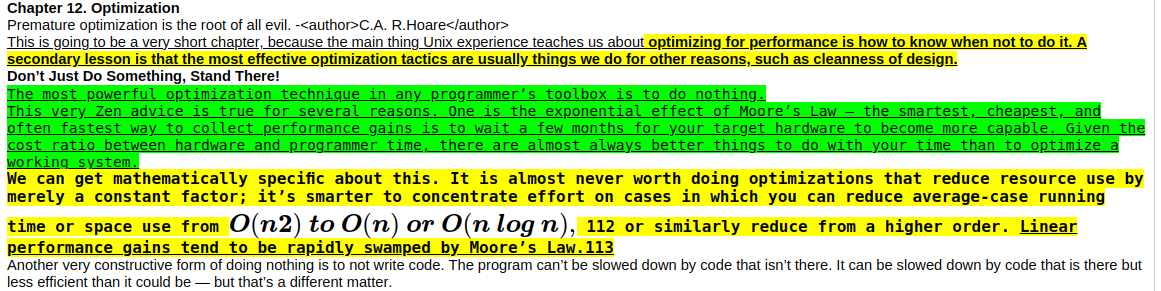 Chapter 12. Optimization
Premature optimization is the root of all evil. -<author>C.A. R.Hoare</author>
This is going to be a very short chapter, because the main thing Unix experience teaches us about optimizing for performance is how to know when not to do it. A
secondary lesson is that the most effective optimization tactics are usually things we do for other reasons, such as cleanness of design.
Don’t Just Do Something, Stand There!
The most powerful optimization technique in any programmer’s toolbox is to do nothing.
This very Zen advice is true for several reasons. One is the exponential effect of Moore’s Law — the smartest, cheapest, and
often fastest way to collect performance gains is to wait a few months for your target hardware to become more capable. Given the
cost ratio between hardware and programmer time, there are almost always better things to do with your time than to optimize a
working system.
We can get mathematically specific about this. It is almost never worth doing optimizations that reduce resource use by
merely a constant factor; it’s smarter to concentrate effort on cases in which you can reduce average-case running
time or space use from O(n2) to O(n) or O(n log n), 112 or similarly reduce from a higher order. Linear
performance gains tend to be rapidly swamped by Moore’s Law.113
Another very constructive form of doing nothing is to not write code. The program can’t be slowed down by code that isn’t there. It can be slowed down by code that is there but
less efficient than it could be — but that’s a different matter.